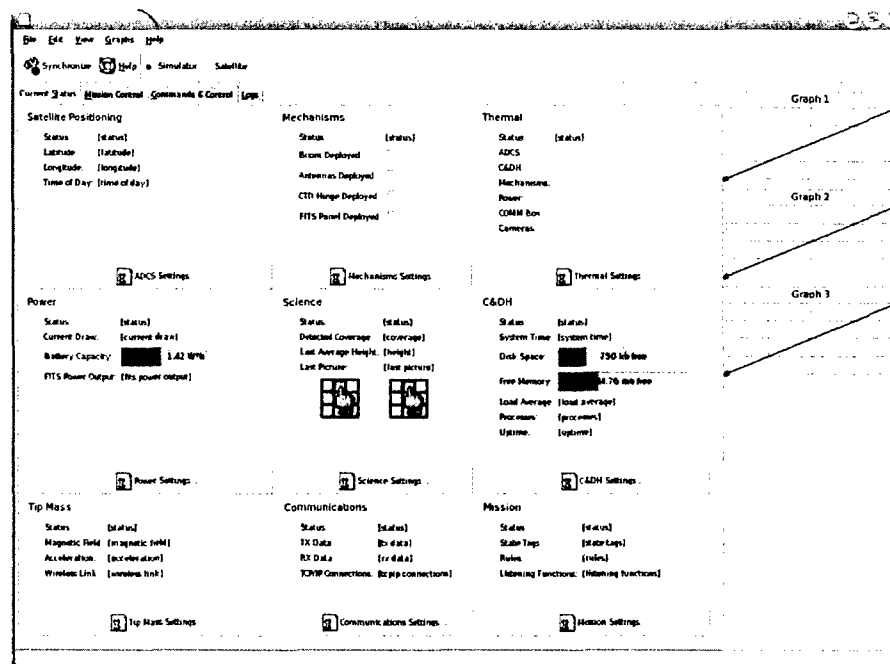 File Edit View Graphs Help
Synchronize Help Simulator Satellite
Current Status Mission Control Commands & Control Logs
Satellite Positioning
Status [status]
Latitude [latitude]
Longitude. [longitude]
Time of Day [time of day]
ADCS Settings
Mechanisms
Status [status]
Boom Deployed
Antennas Deployed
CTD Hinge Deployed
FITS Panel Deployed
Mechanisms Settings
Thermal
Status [status]
ADCS
C&DH
Mechanisms.
Power
COMM Box
Cameras.
Thermal Settings
Graph 1
Graph 2
Graph 3
Power
Status [status]
Current Draw. [current draw]
Battery Capacity 1.42 W*h
FITS Power Output [fits power output]
Power Settings
Science
Status. [status]
Detected Coverage [coverage]
Last Average Height. [height]
Last Picture [last picture]
Science Settings
C&DH
Status [status]
System Time [system time]
Disk Space 750 kb free
Free Memory 4.76 mb free
Load Average [load average]
Processes [processes]
Uptime. [uptime]
C&DH Settings
Tip Mass
Status [status]
Magnetic Field [magnetic field]
Acceleration. [acceleration]
Wireless Link [wireless link]
Tip Mass Settings
Communications
Status [status]
TX Data [tx data]
RX Data [rx data]
TCP/IP Connections. [tcp ip connections]
Communications Settings
Mission
Status [status]
State Tags [state tags]
Rules [rules]
Listening Functions: [listening functions]
Mission Settings